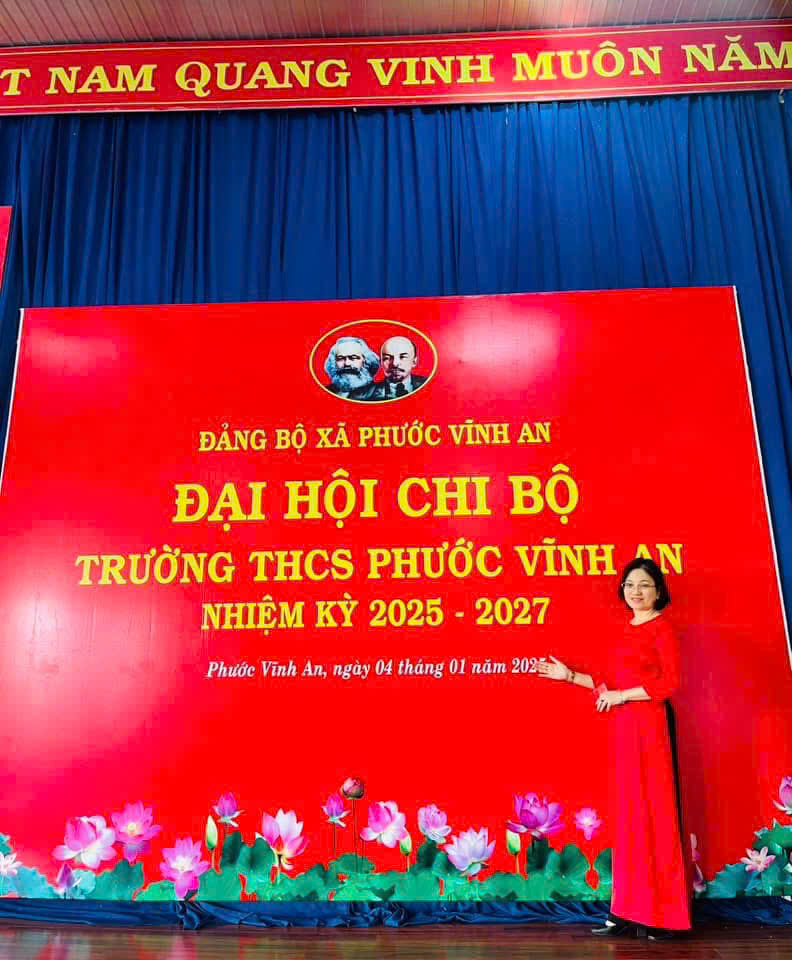 T NAM QUANG VINH MUÔN NĂM
ĐẢNG BỘ XÃ PHƯỚC VĨNH AN
ĐẠI HỘI CHI BỘ
TRƯỜNG THCS PHƯỚC VĨNH AN
NHIỆM KỲ 2025 - 2027
Phước Vĩnh An, ngày 04 tháng 01 năm 2025